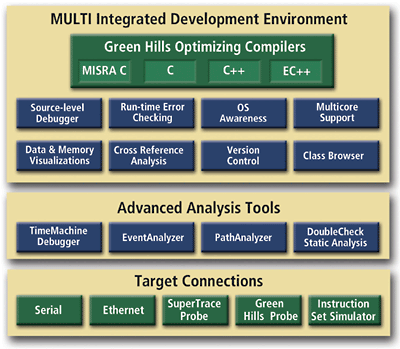 MULTI Integrated Development Environment
Green Hills Optimizing Compilers
MISRA C
C
C++
EC++
Source-level
Debugger
Run-time Error
Checking
OS
Awareness
Multicore
Support
Data & Memory
Visualizations
Cross Reference
Analysis
Version
Control
Class Browser
Advanced Analysis Tools
TimeMachine
Debugger
EventAnalyzer
PathAnalyzer
DoubleCheck
Static Analysis
Target Connections
Serial
Ethernet
SuperTrace
Probe
Green
Hills Probe
Instruction
Set Simulator